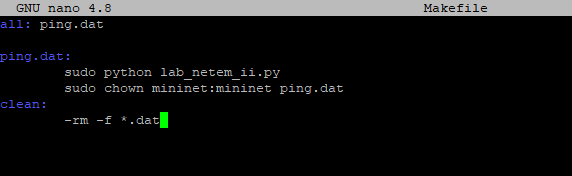 GNU nano 4.8 Makefile
all: ping.dat
ping.dat:
sudo python lab_netem_ii.py
sudo chown mininet:mininet ping.dat
clean:
-rm -f *.dat